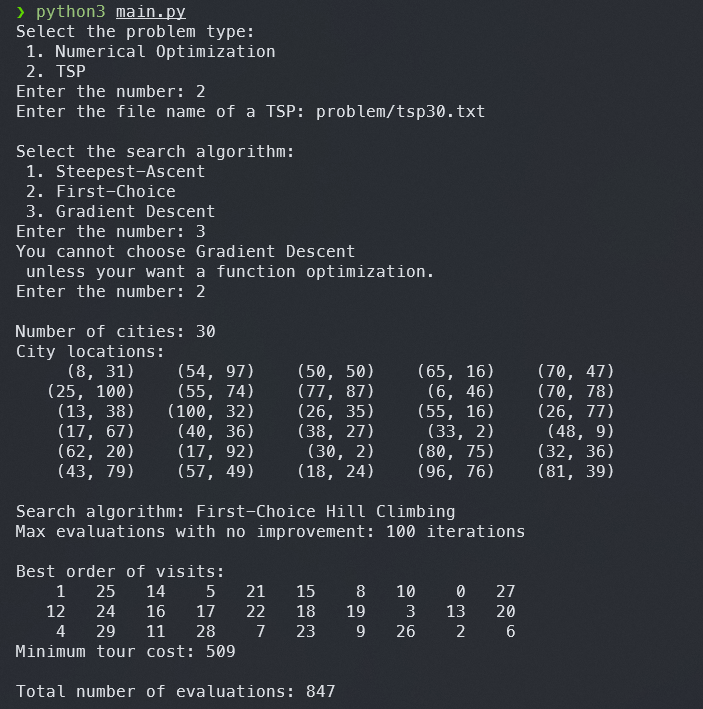 ❯ python3 main.py
Select the problem type:
 1. Numerical Optimization
 2. TSP
Enter the number: 2
Enter the file name of a TSP: problem/tsp30.txt

Select the search algorithm:
 1. Steepest-Ascent
 2. First-Choice
 3. Gradient Descent
Enter the number: 3
You cannot choose Gradient Descent
 unless your want a function optimization.
Enter the number: 2

Number of cities: 30
City locations:
     (8, 31)    (54, 97)    (50, 50)    (65, 16)    (70, 47)
   (25, 100)    (55, 74)    (77, 87)     (6, 46)    (70, 78)
    (13, 38)   (100, 32)    (26, 35)    (55, 16)    (26, 77)
    (17, 67)    (40, 36)    (38, 27)     (33, 2)     (48, 9)
    (62, 20)    (17, 92)     (30, 2)    (80, 75)    (32, 36)
    (43, 79)    (57, 49)    (18, 24)    (96, 76)    (81, 39)

Search algorithm: First-Choice Hill Climbing
Max evaluations with no improvement: 100 iterations

Best order of visits:
    1   25   14    5   21   15    8   10    0   27
   12   24   16   17   22   18   19    3   13   20
    4   29   11   28    7   23    9   26    2    6
Minimum tour cost: 509

Total number of evaluations: 847